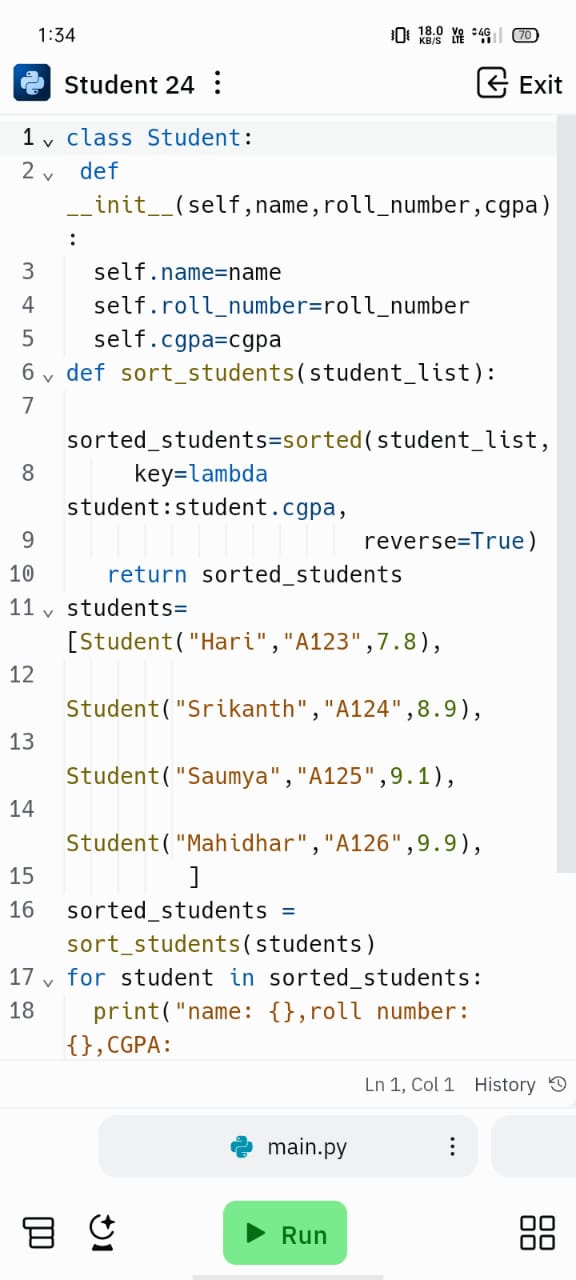 1:34
18.0 KB/S Vo LTE 4G 70
Student 24
Exit
1 class Student:
2  def
__init__(self,name,roll_number,cgpa)
:
3   self.name=name
4   self.roll_number=roll_number
5   self.cgpa=cgpa
6 def sort_students(student_list):
7
sorted_students=sorted(student_list,
8      key=lambda
student:student.cgpa,
9                       reverse=True)
10    return sorted_students
11 students=
[Student("Hari","A123",7.8),
12
Student("Srikanth","A124",8.9),
13
Student("Saumya","A125",9.1),
14
Student("Mahidhar","A126",9.9),
15          ]
16 sorted_students =
sort_students(students)
17 for student in sorted_students:
18   print("name: {},roll number:
{},CGPA:
Ln 1, Col 1 History
main.py
Run